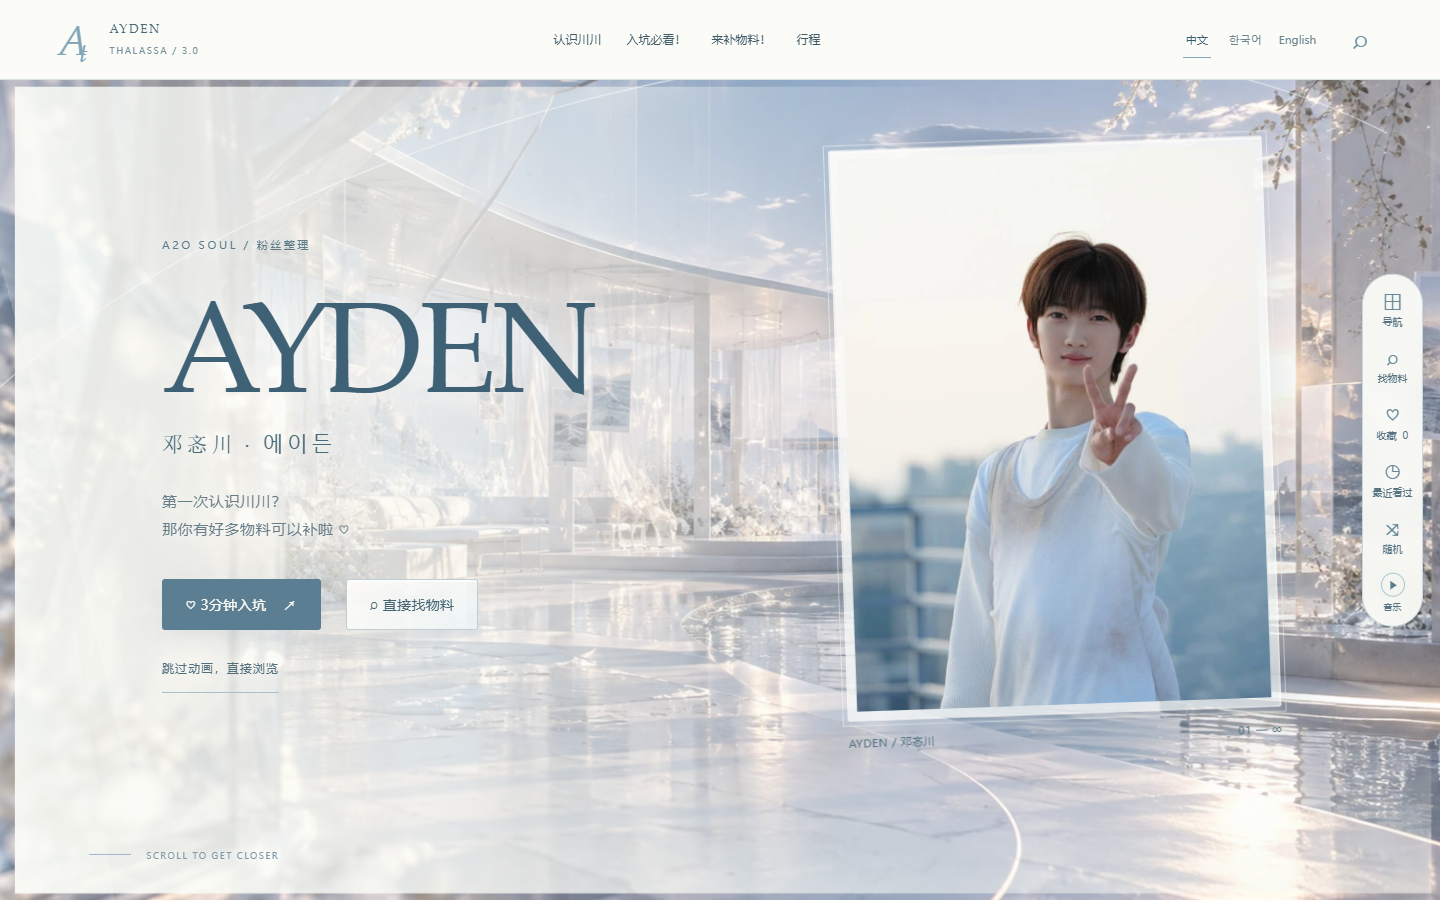 At
AYDEN
THALASSA / 3.0
认识川川
入坑必看！
来补物料！
行程
中文
한국어
English
A2O SOUL / 粉丝整理
AYDEN
邓添川 · 에이든
第一次认识川川？
那你有好多物料可以补啦 ♡
♡ 3分钟入坑 ↗
⌕ 直接找物料
跳过动画，直接浏览
SCROLL TO GET CLOSER
AYDEN / 邓添川
01 — ∞
导航
找物料
收藏 0
最近看过
随机
音乐